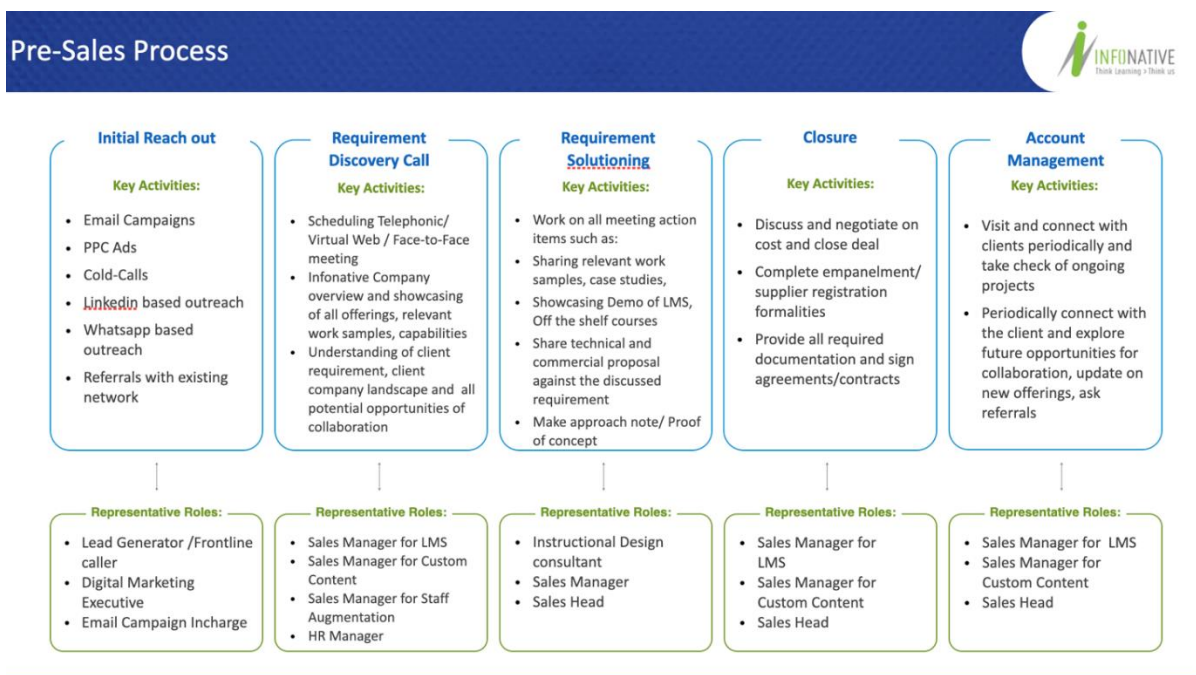 Pre-Sales Process
INFONATIVE
Think Learning > Think us
Initial Reach out
Key Activities:
• Email Campaigns
• PPC Ads
• Cold-Calls
• Linkedin based outreach
• Whatsapp based
outreach
• Referrals with existing
network
Requirement
Discovery Call
Key Activities:
• Scheduling Telephonic/
Virtual Web / Face-to-Face
meeting
• Infonative Company
overview and showcasing
of all offerings, relevant
work samples, capabilities
• Understanding of client
requirement, client
company landscape and all
potential opportunities of
collaboration
Requirement
Solutioning
Key Activities:
• Work on all meeting action
items such as:
• Sharing relevant work
samples, case studies,
• Showcasing Demo of LMS,
Off the shelf courses
• Share technical and
commercial proposal
against the discussed
requirement
• Make approach note/ Proof
of concept
Closure
Key Activities:
• Discuss and negotiate on
cost and close deal
• Complete empanelment/
supplier registration
formalities
• Provide all required
documentation and sign
agreements/contracts
Account
Management
Key Activities:
• Visit and connect with
clients periodically and
take check of ongoing
projects
• Periodically connect with
the client and explore
future opportunities for
collaboration, update on
new offerings, ask
referrals
Representative Roles:
• Lead Generator /Frontline
caller
• Digital Marketing
Executive
• Email Campaign Incharge
Representative Roles:
• Sales Manager for LMS
• Sales Manager for Custom
Content
• Sales Manager for Staff
Augmentation
• HR Manager
Representative Roles:
• Instructional Design
consultant
• Sales Manager
• Sales Head
Representative Roles:
• Sales Manager for
LMS
• Sales Manager for
Custom Content
• Sales Head
Representative Roles:
• Sales Manager for LMS
• Sales Manager for
Custom Content
• Sales Head